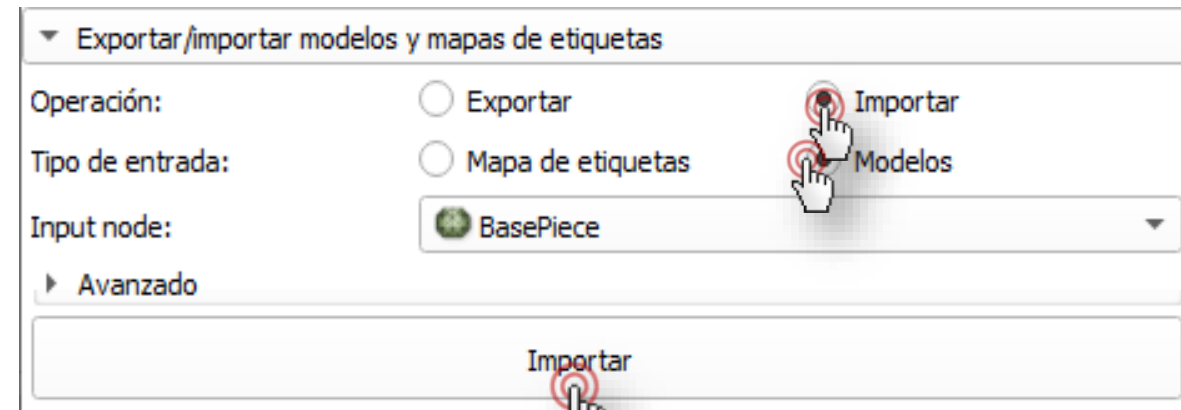 Exportar/importar modelos y mapas de etiquetas
Operación: Exportar Importar
Tipo de entrada: Mapa de etiquetas Modelos
Input node: BasePiece
Avanzado
Importar